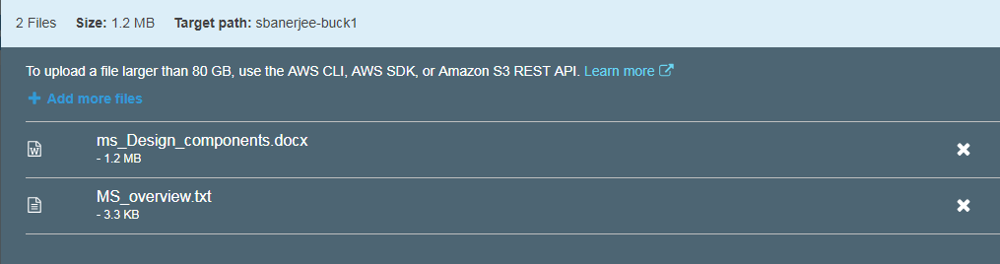 2 Files Size: 1.2 MB Target path: sbanerjee-buck1
To upload a file larger than 80 GB, use the AWS CLI, AWS SDK, or Amazon S3 REST API. Learn more
Add more files
ms_Design_components.docx
- 1.2 MB
MS_overview.txt
- 3.3 KB